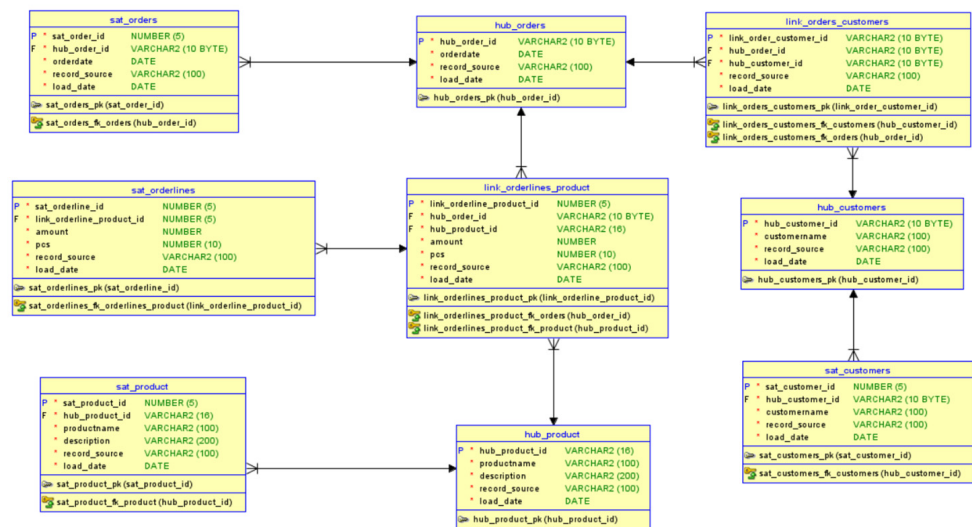 sat_orders
P * sat_order_id NUMBER (5)
F * hub_order_id VARCHAR2 (10 BYTE)
* orderdate DATE
* record_source VARCHAR2 (100)
* load_date DATE
sat_orders_pk (sat_order_id)
sat_orders_fk_orders (hub_order_id)
hub_orders
P * hub_order_id VARCHAR2 (10 BYTE)
* orderdate DATE
* record_source VARCHAR2 (100)
* load_date DATE
hub_orders_pk (hub_order_id)
link_orders_customers
P * link_order_customer_id VARCHAR2 (10 BYTE)
F * hub_order_id VARCHAR2 (10 BYTE)
F * hub_customer_id VARCHAR2 (10 BYTE)
* record_source VARCHAR2 (100)
* load_date DATE
link_orders_customers_pk (link_order_customer_id)
link_orders_customers_fk_customers (hub_customer_id)
link_orders_customers_fk_orders (hub_order_id)
sat_orderlines
P * sat_orderline_id NUMBER (5)
F * link_orderline_product_id NUMBER (5)
* amount NUMBER
* pcs NUMBER (10)
* record_source VARCHAR2 (100)
* load_date DATE
sat_orderlines_pk (sat_orderline_id)
sat_orderlines_fk_orderlines_product (link_orderline_product_id)
link_orderlines_product
P * link_orderline_product_id NUMBER (5)
F * hub_order_id VARCHAR2 (10 BYTE)
F * hub_product_id VARCHAR2 (16)
* amount NUMBER
* pcs NUMBER (10)
* record_source VARCHAR2 (100)
* load_date DATE
link_orderlines_product_pk (link_orderline_product_id)
link_orderlines_product_fk_orders (hub_order_id)
link_orderlines_product_fk_product (hub_product_id)
hub_customers
P * hub_customer_id VARCHAR2 (10 BYTE)
* customername VARCHAR2 (100)
* record_source VARCHAR2 (100)
* load_date DATE
hub_customers_pk (hub_customer_id)
sat_product
P * sat_product_id NUMBER (5)
F * hub_product_id VARCHAR2 (16)
* productname VARCHAR2 (100)
* description VARCHAR2 (200)
* record_source VARCHAR2 (100)
* load_date DATE
sat_product_pk (sat_product_id)
sat_product_fk_product (hub_product_id)
hub_product
P * hub_product_id VARCHAR2 (16)
* productname VARCHAR2 (100)
* description VARCHAR2 (200)
* record_source VARCHAR2 (100)
* load_date DATE
hub_product_pk (hub_product_id)
sat_customers
P * sat_customer_id NUMBER (5)
F * hub_customer_id VARCHAR2 (10 BYTE)
* customername VARCHAR2 (100)
* record_source VARCHAR2 (100)
* load_date DATE
sat_customers_pk (sat_customer_id)
sat_customers_fk_customers (hub_customer_id)